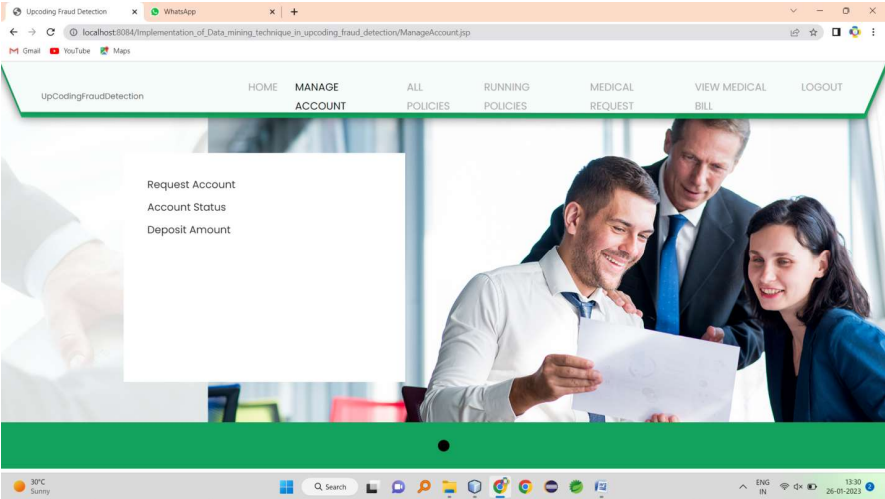 Upcoding Fraud Detection
WhatsApp
localhost:8084/Implementation_of_Data_mining_technique_in_upcoding_fraud_detection/ManageAccount.jsp
Gmail YouTube Maps
UpCodingFraudDetection
HOME
MANAGE ACCOUNT
ALL POLICIES
RUNNING POLICIES
MEDICAL REQUEST
VIEW MEDICAL BILL
LOGOUT
Request Account
Account Status
Deposit Amount
30°C
Sunny
Search
ENG
IN
13:30
26-01-2023
2